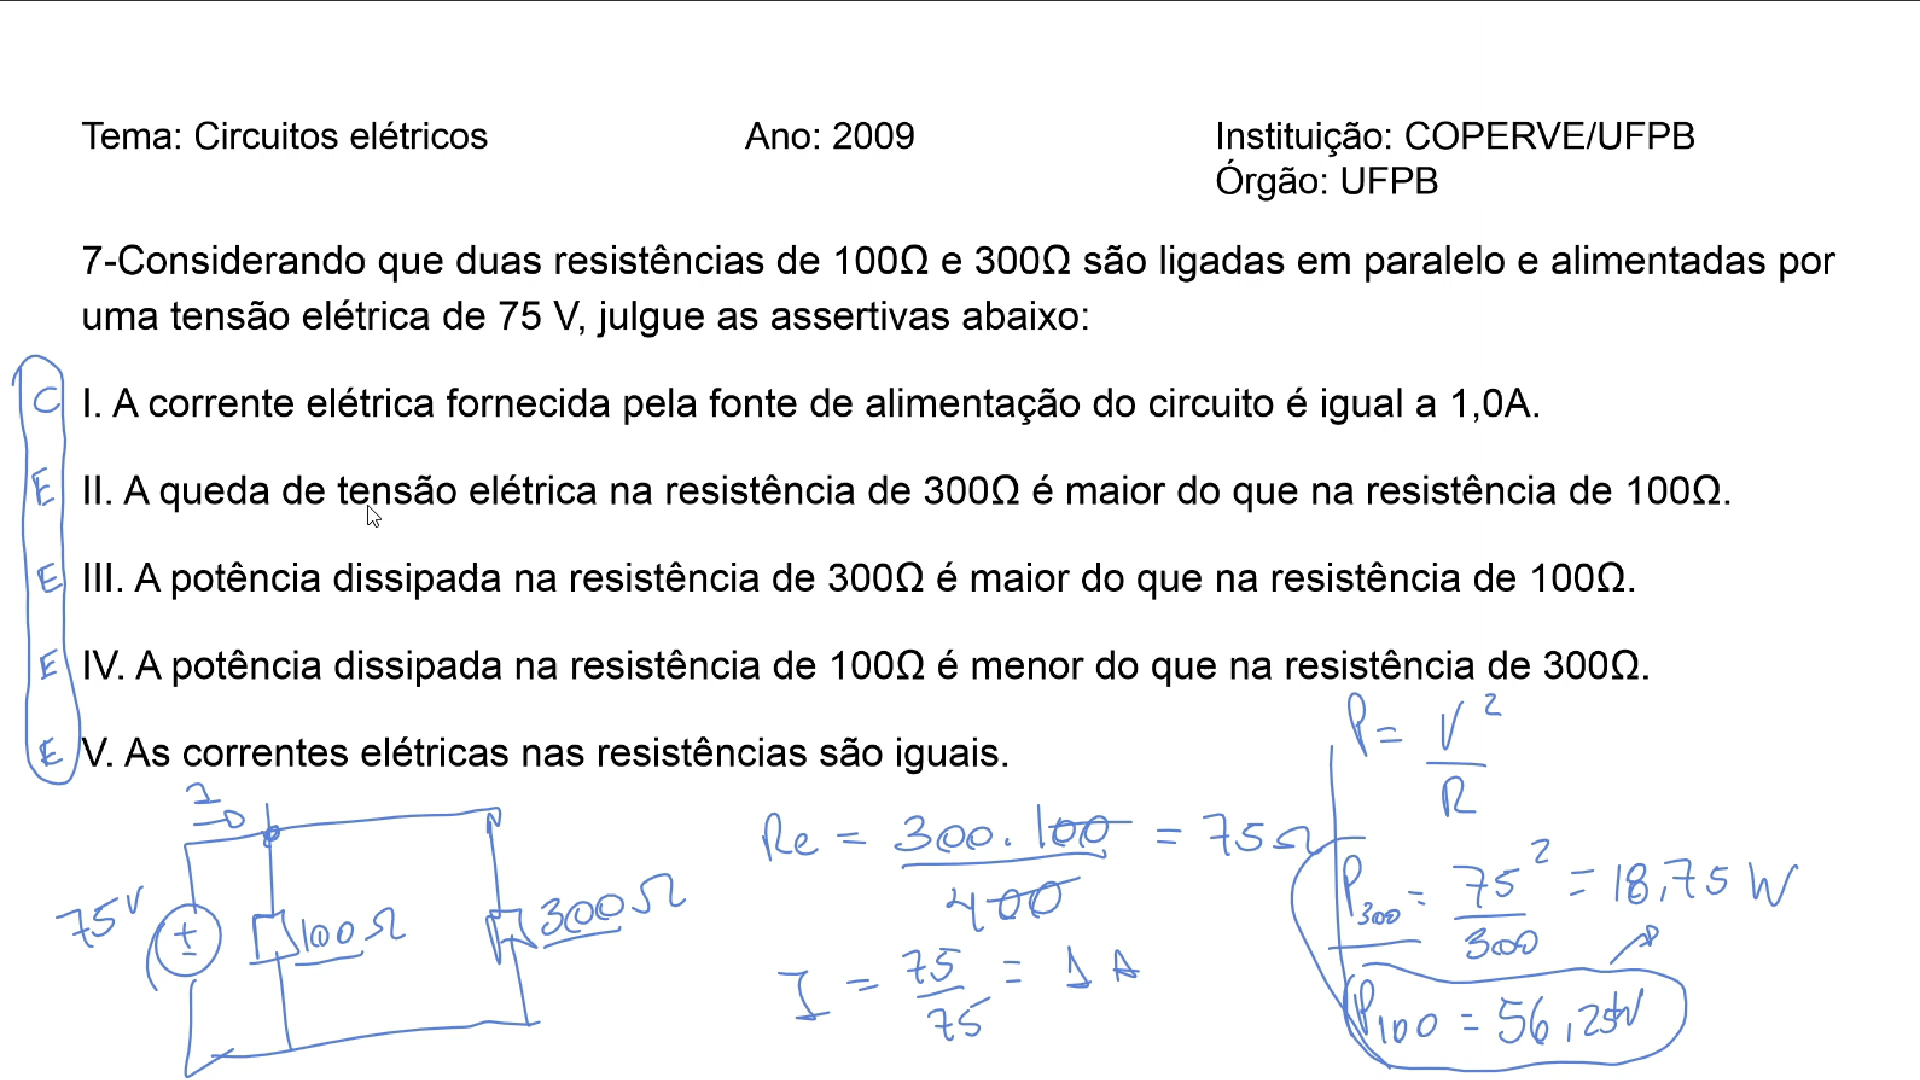 Tema: Circuitos elétricos Ano: 2009 Instituição: COPERVE/UFPB
Órgão: UFPB
7-Considerando que duas resistências de 100Ω e 300Ω são ligadas em paralelo e alimentadas por
uma tensão elétrica de 75 V, julgue as assertivas abaixo:
C I. A corrente elétrica fornecida pela fonte de alimentação do circuito é igual a 1,0A.
E II. A queda de tensão elétrica na resistência de 300Ω é maior do que na resistência de 100Ω.
E III. A potência dissipada na resistência de 300Ω é maior do que na resistência de 100Ω.
E IV. A potência dissipada na resistência de 100Ω é menor do que na resistência de 300Ω.
E V. As correntes elétricas nas resistências são iguais.
I
75V
+
-
100Ω
300Ω
Re = 300.100 = 75Ω
400
I = 75 = 1 A
75
P = V²
R
P300 = 75² = 18,75 W
300
P100 = 56,25W